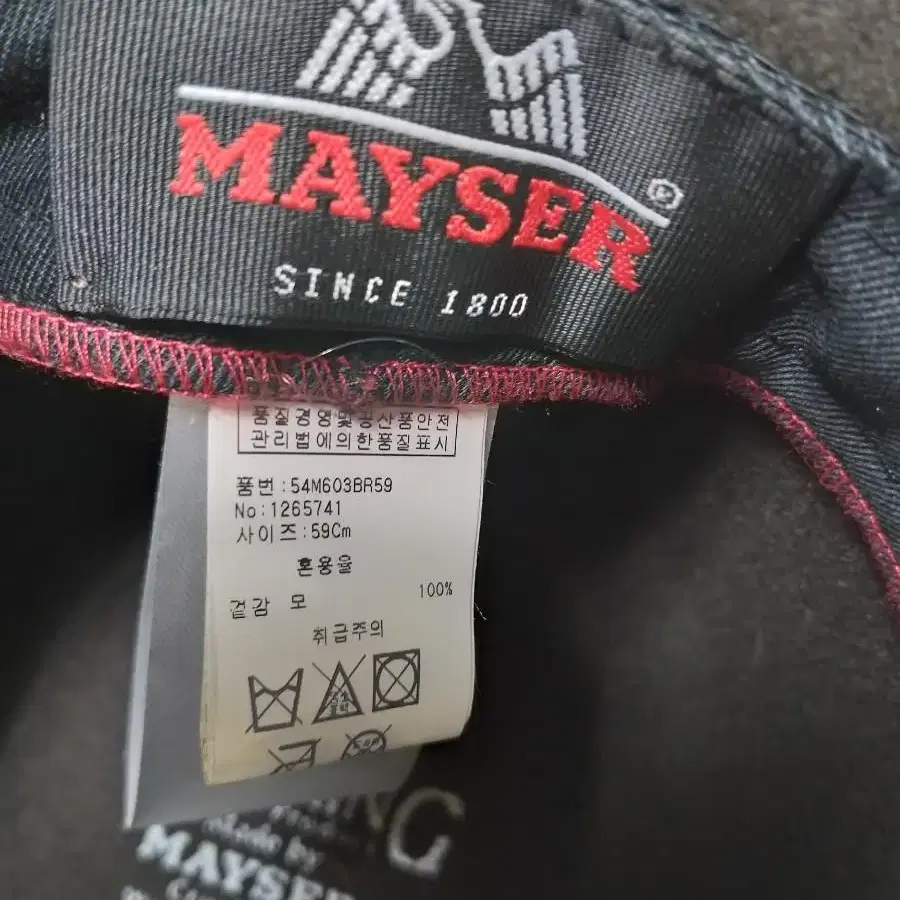 MAYSER
®
SINCE 1800
품질경영및공산품안전
관리법에의한품질표시
품번:54M603BR59
No:1265741
사이즈:59Cm
혼용율
겉감 모 100%
취급주의
Made by
MAYSER